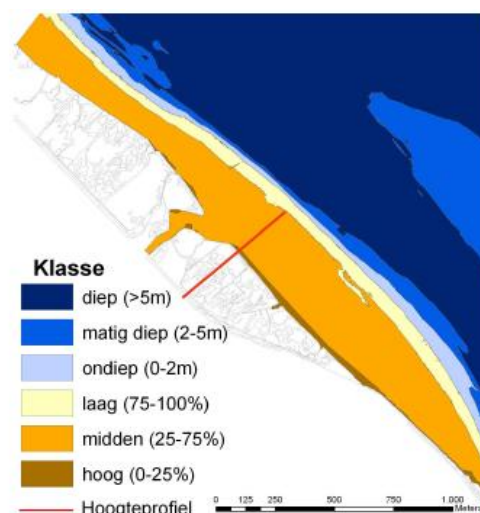 Klasse
diep (>5m)
matig diep (2-5m)
ondiep (0-2m)
laag (75-100%)
midden (25-75%)
hoog (0-25%)
Hoogteprofiel
0 125 250 500 750 1.000
Meters